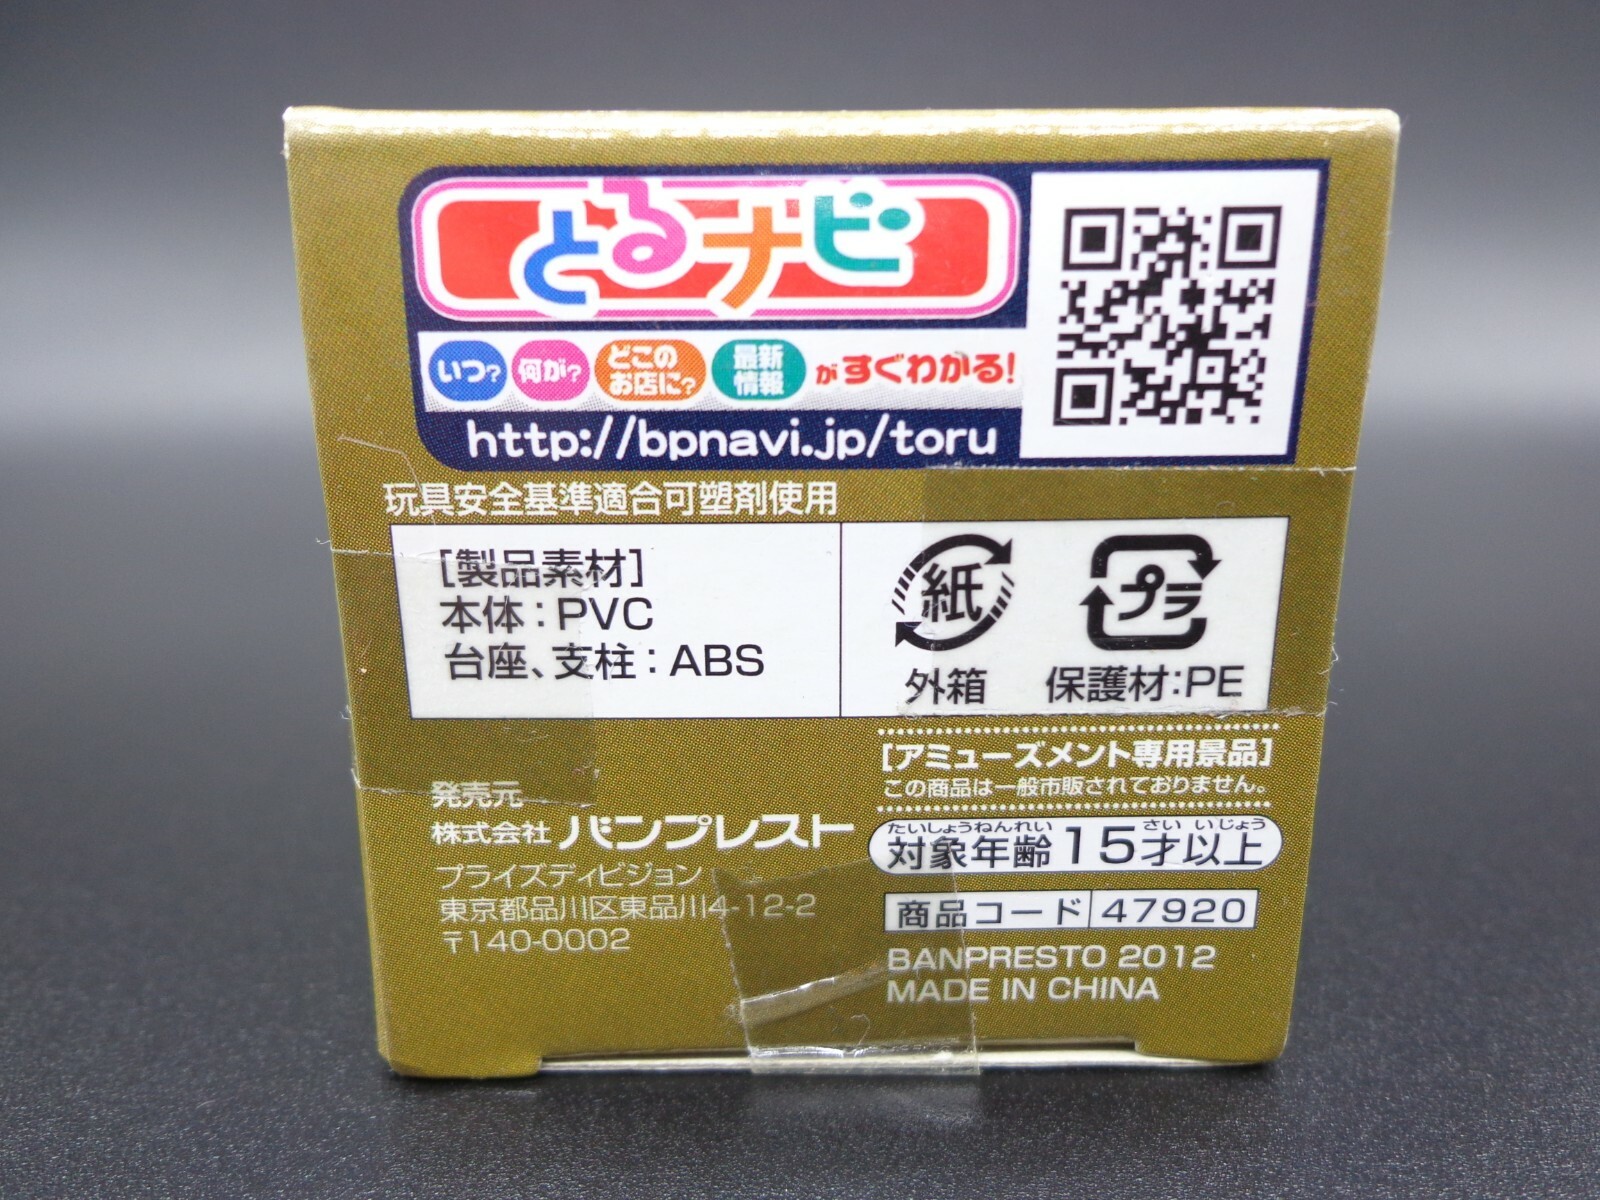 とるナビ
いつ? 何が? どこのお店に? 最新情報 がすぐわかる!
http://bpnavi.jp/toru
玩具安全基準適合可塑剤使用
[製品素材]
本体:PVC
台座、支柱:ABS
紙
外箱
プラ
保護材:PE
発売元
株式会社 バンプレスト
プライズディビジョン
東京都品川区東品川4-12-2
〒140-0002
[アミューズメント専用景品]
この商品は一般市販されておりません。
たいしょうねんれい さい いじょう
対象年齢15才以上
商品コード 47920
BANPRESTO 2012
MADE IN CHINA